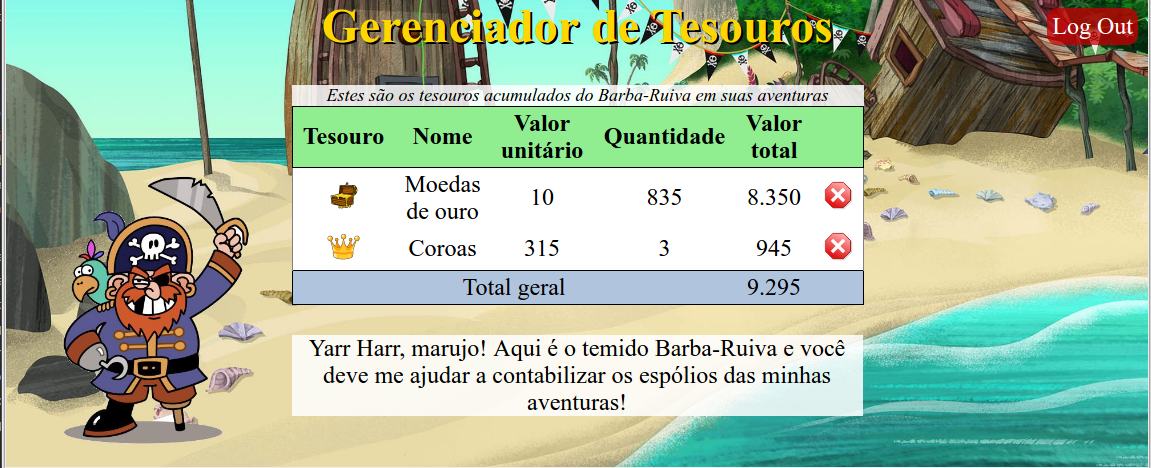 Gerenciador de Tesouros
Log Out
Estes são os tesouros acumulados do Barba-Ruiva em suas aventuras
Tesouro Nome Valor unitário Quantidade Valor total
Moedas de ouro 10 835 8.350
Coroas 315 3 945
Total geral 9.295
Yarr Harr, marujo! Aqui é o temido Barba-Ruiva e você
deve me ajudar a contabilizar os espólios das minhas
aventuras!